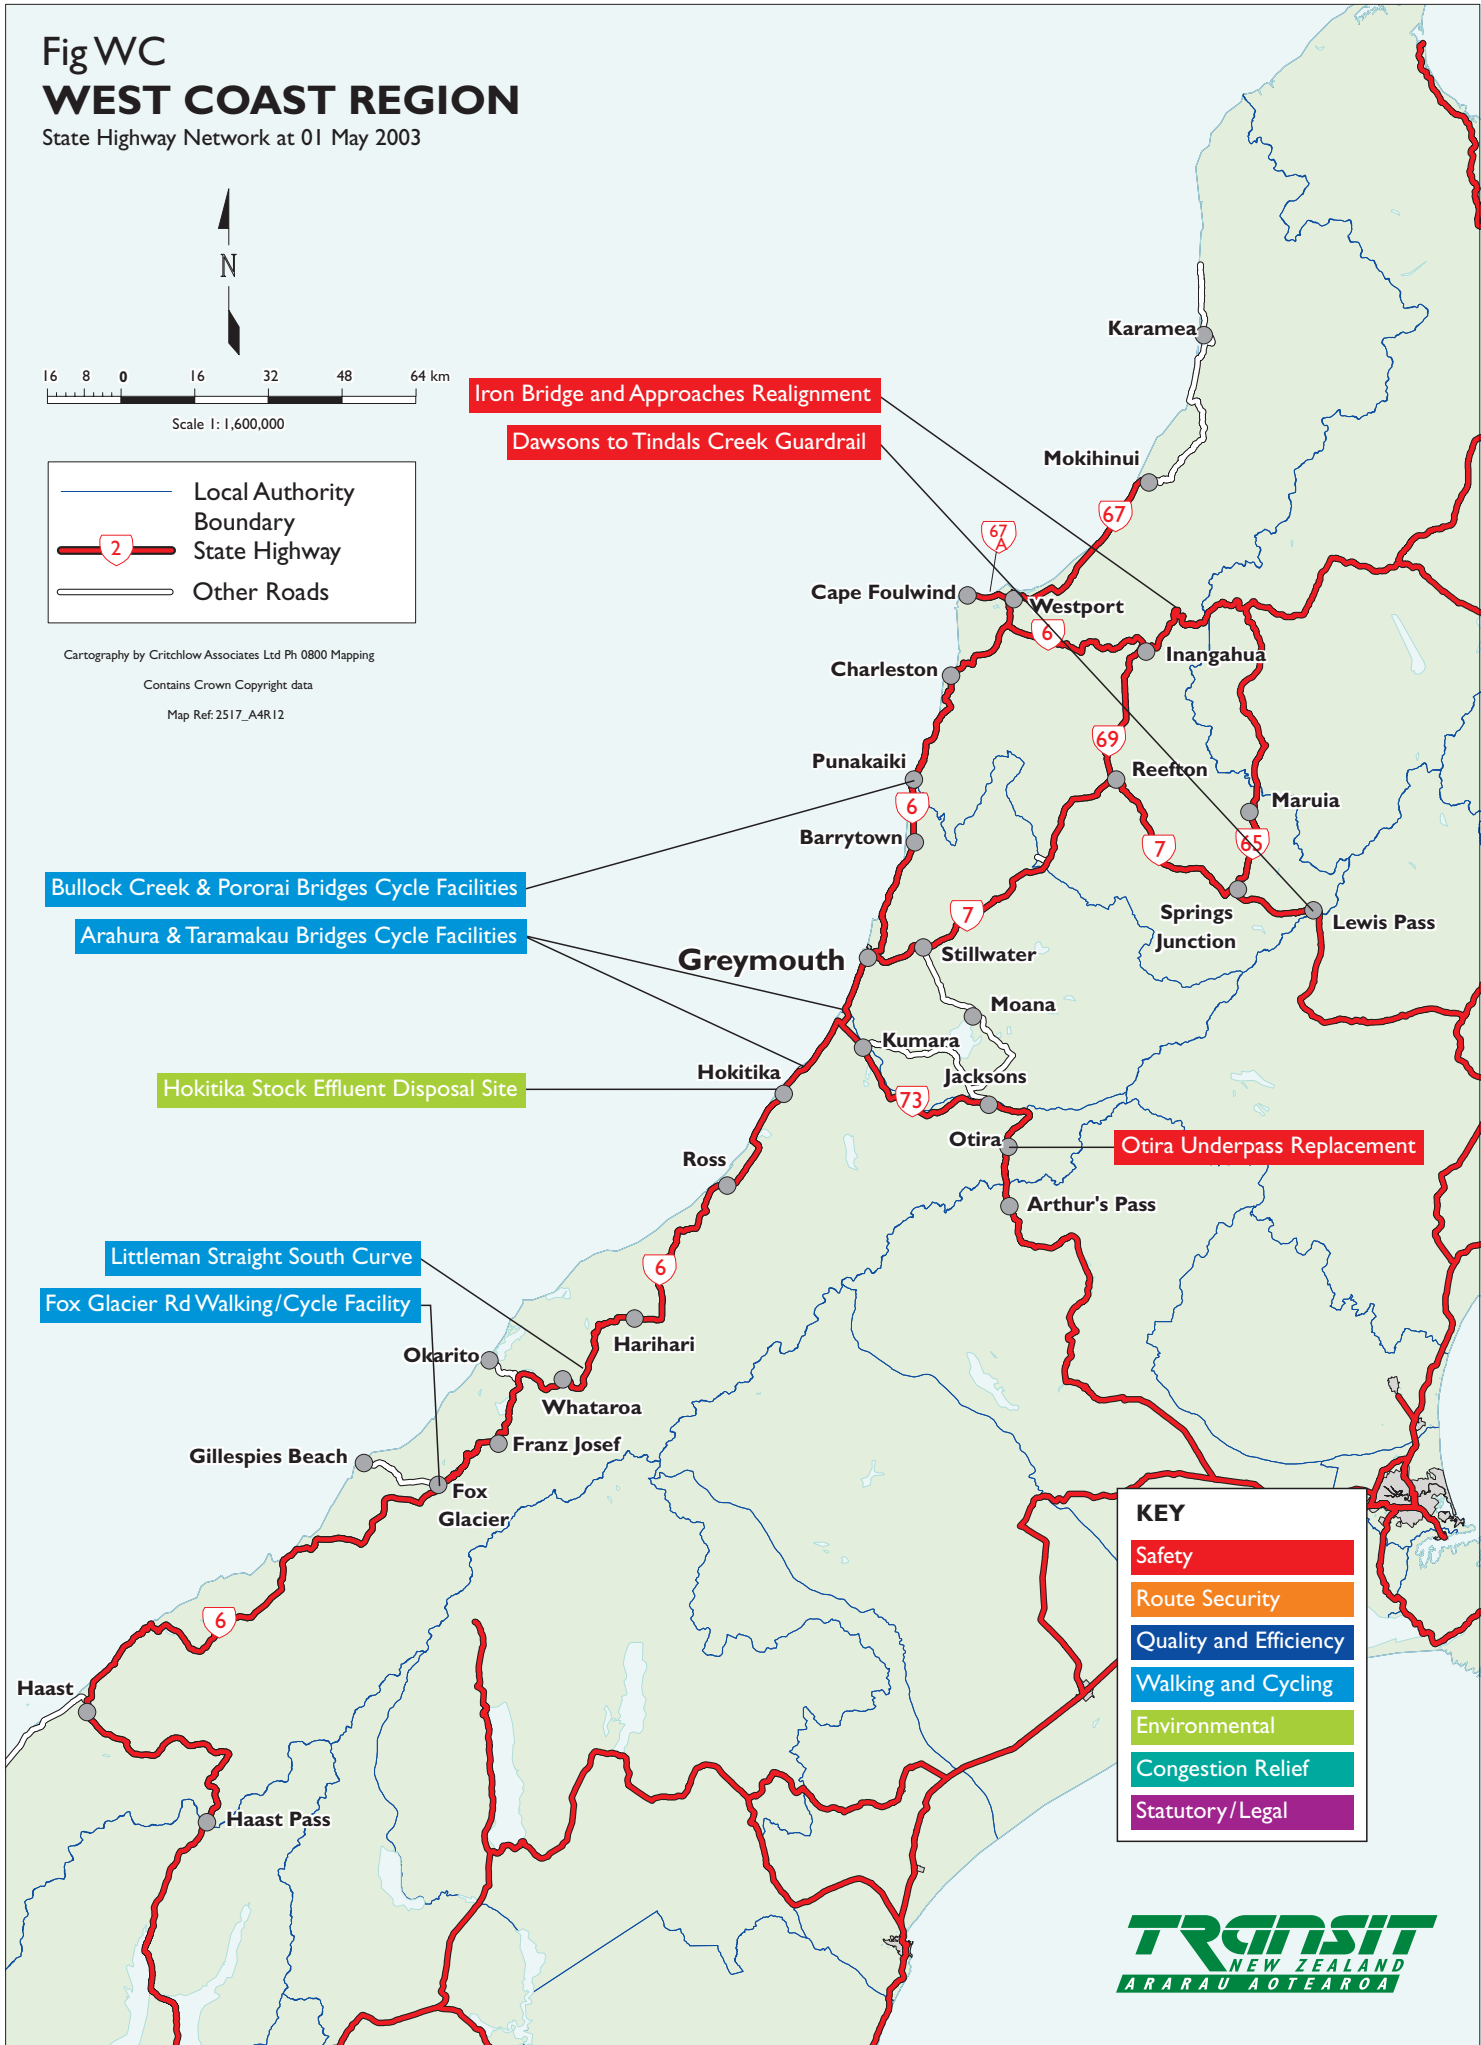 Fig WC
WEST COAST REGION
State Highway Network at 01 May 2003
N
16 8 0 16 32 48 64 km
Scale 1: 1,600,000
Local Authority
Boundary
2 State Highway
Other Roads
Cartography by Critchlow Associates Ltd Ph 0800 Mapping
Contains Crown Copyright data
Map Ref: 2517_A4R12
Karamea
Iron Bridge and Approaches Realignment
Dawsons to Tindals Creek Guardrail
Mokihinui
67
67
A
Cape Foulwind
Westport
6
Inangahua
Charleston
69
Punakaiki
Reefton
6
Maruia
Barrytown
7
65
Bullock Creek & Pororai Bridges Cycle Facilities
Arahura & Taramakau Bridges Cycle Facilities
7
Springs
Junction
Lewis Pass
Greymouth
Stillwater
Moana
Kumara
Hokitika
Jacksons
Hokitika Stock Effluent Disposal Site
73
Otira
Otira Underpass Replacement
Ross
Arthur's Pass
Littleman Straight South Curve
6
Fox Glacier Rd Walking/Cycle Facility
Harihari
Okarito
Whataroa
Franz Josef
Gillespies Beach
Fox
Glacier
6
Haast
Haast Pass
KEY
Safety
Route Security
Quality and Efficiency
Walking and Cycling
Environmental
Congestion Relief
Statutory/Legal
TRANSIT
NEW ZEALAND
ARARAU AOTEAROA